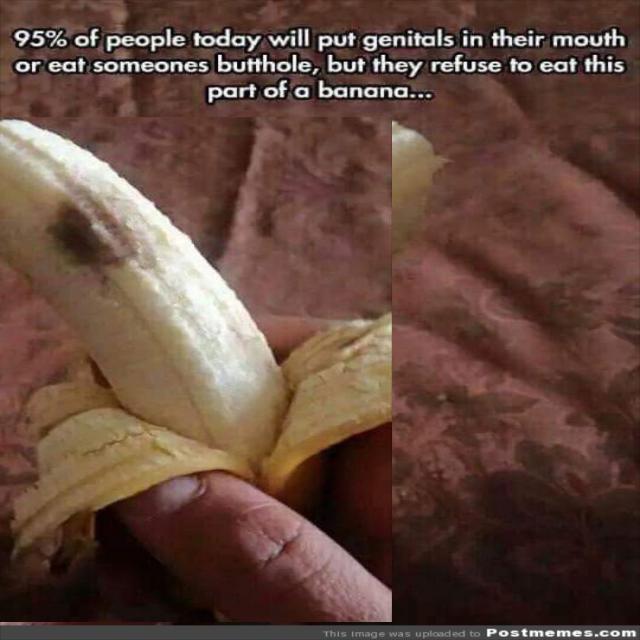 95% of people today will put genitals in their mouth
or eat someones butthole, but they refuse to eat this
part of a banana...
This image was uploaded to Postmemes.com